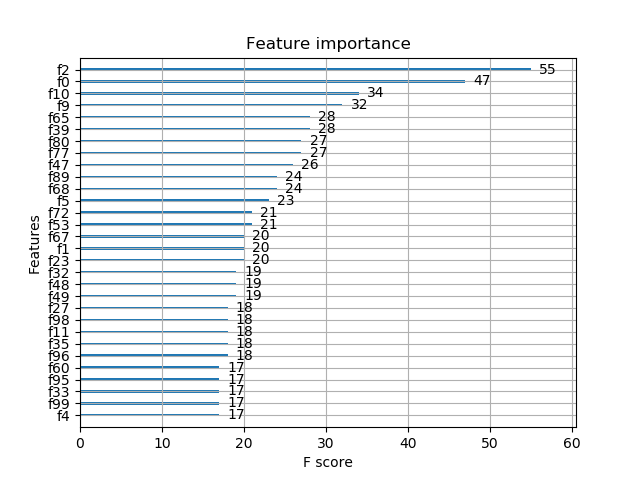 Feature importance
f2 55
f0 47
f10 34
f9 32
f65 28
f39 28
f80 27
f77 27
f47 26
f89 24
f68 24
f5 23
f72 21
f53 21
f67 20
f1 20
f23 20
f32 19
f48 19
f49 19
f27 18
f98 18
f11 18
f35 18
f96 18
f60 17
f95 17
f33 17
f99 17
f4 17
Features
0 10 20 30 40 50 60
F score